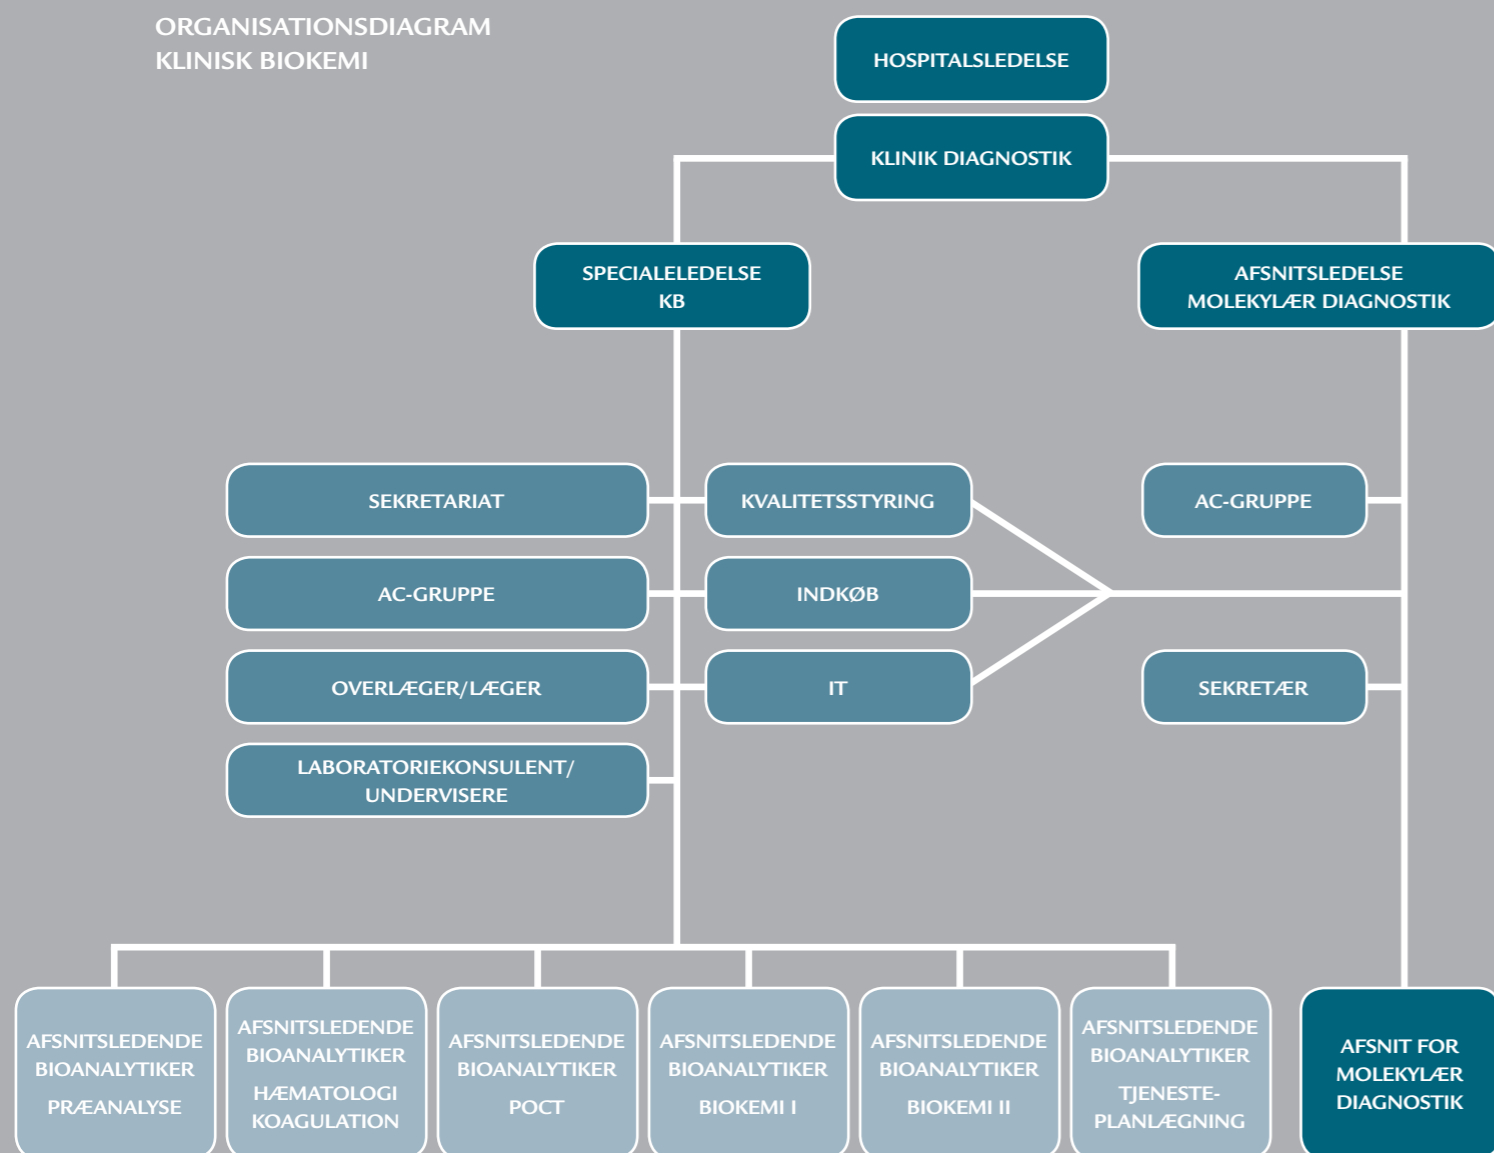 ORGANISATIONSDIAGRAM
KLINISK BIOKEMI
HOSPITALSLEDELSE
KLINIK DIAGNOSTIK
SPECIALELEDELSE
KB
AFSNITSLEDELSE
MOLEKYLÆR DIAGNOSTIK
SEKRETARIAT
KVALITETSSTYRING
AC-GRUPPE
AC-GRUPPE
INDKØB
OVERLÆGER/LÆGER
IT
SEKRETÆR
LABORATORIEKONSULENT/
UNDERVISERE
AFSNITSLEDENDE
BIOANALYTIKER
PRÆANALYSE
AFSNITSLEDENDE
BIOANALYTIKER
HÆMATOLOGI
KOAGULATION
AFSNITSLEDENDE
BIOANALYTIKER
POCT
AFSNITSLEDENDE
BIOANALYTIKER
BIOKEMI I
AFSNITSLEDENDE
BIOANALYTIKER
BIOKEMI II
AFSNITSLEDENDE
BIOANALYTIKER
TJENESTE-
PLANLÆGNING
AFSNIT FOR
MOLEKYLÆR
DIAGNOSTIK